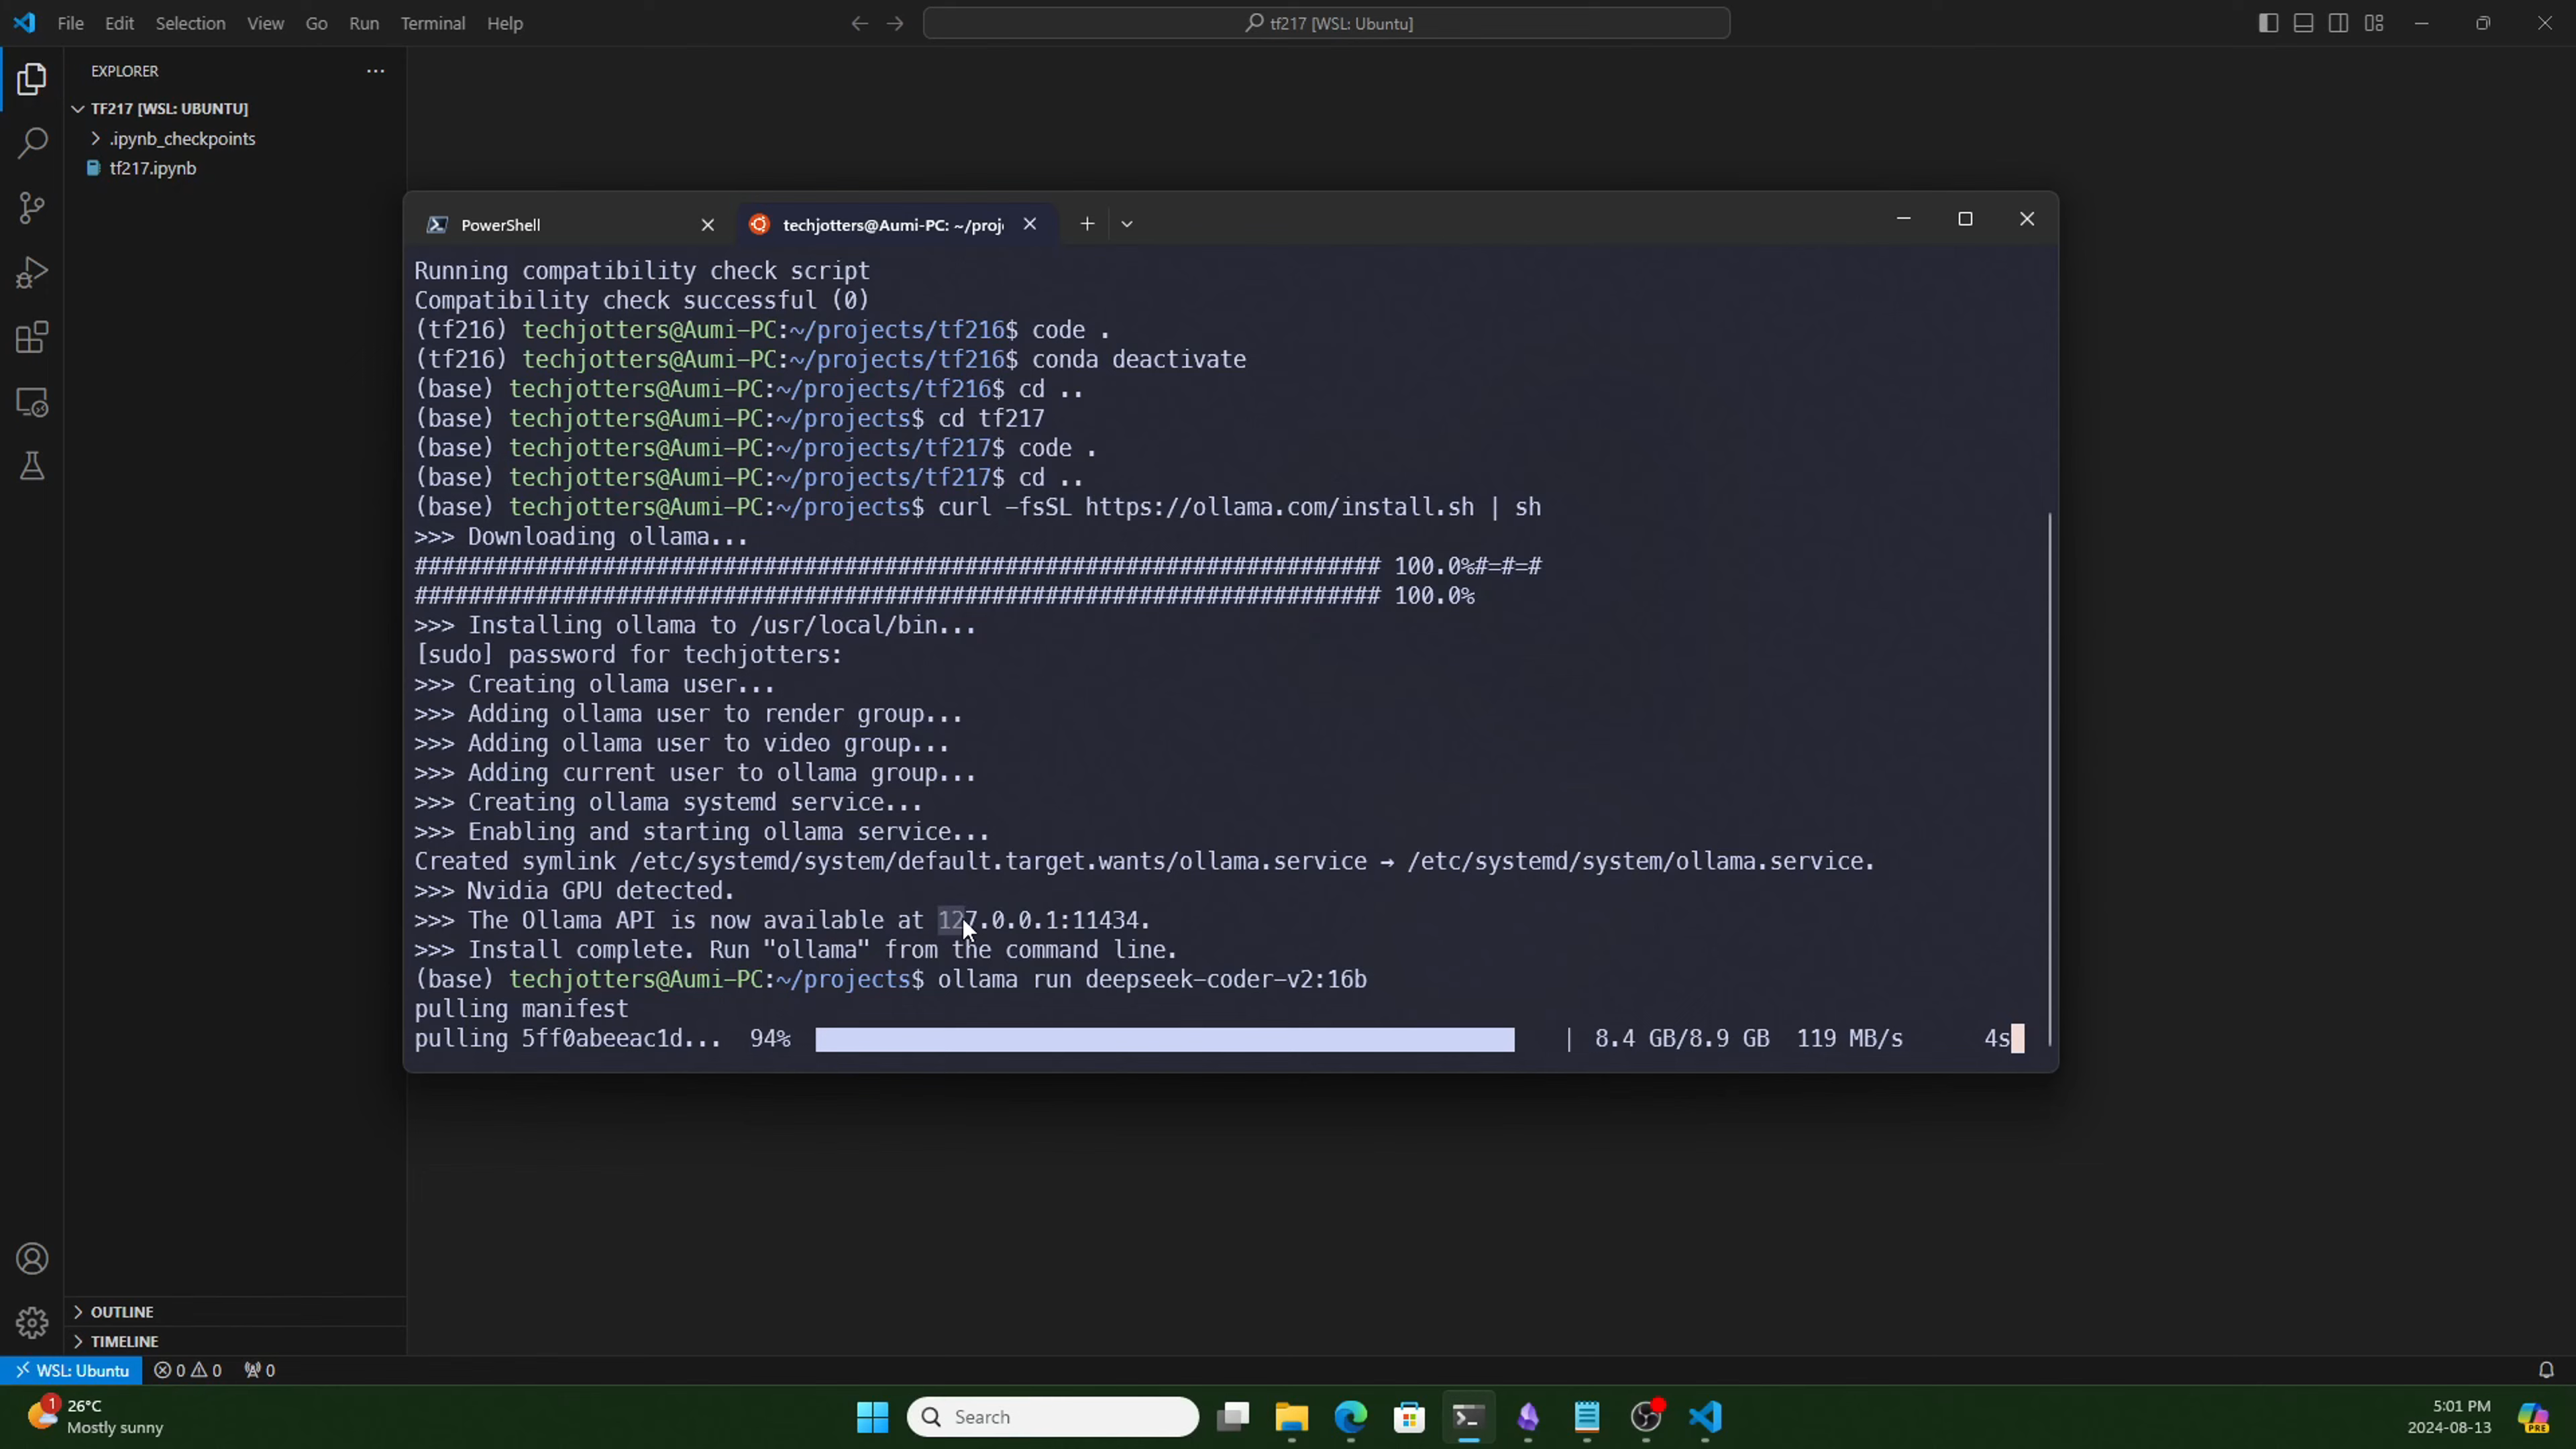 File Edit Selection View Go Run Terminal Help
tf217 [WSL: Ubuntu]
EXPLORER
TF217 [WSL: UBUNTU]
.ipynb_checkpoints
tf217.ipynb
PowerShell
techjotters@Aumi-PC: ~/proj
Running compatibility check script
Compatibility check successful (0)
(tf216) techjotters@Aumi-PC:~/projects/tf216$ code .
(tf216) techjotters@Aumi-PC:~/projects/tf216$ conda deactivate
(base) techjotters@Aumi-PC:~/projects/tf216$ cd ..
(base) techjotters@Aumi-PC:~/projects$ cd tf217
(base) techjotters@Aumi-PC:~/projects/tf217$ code .
(base) techjotters@Aumi-PC:~/projects/tf217$ cd ..
(base) techjotters@Aumi-PC:~/projects$ curl -fsSL https://ollama.com/install.sh | sh
>>> Downloading ollama...
######################################################################## 100.0%#=#=#
######################################################################## 100.0%
>>> Installing ollama to /usr/local/bin...
[sudo] password for techjotters:
>>> Creating ollama user...
>>> Adding ollama user to render group...
>>> Adding ollama user to video group...
>>> Adding current user to ollama group...
>>> Creating ollama systemd service...
>>> Enabling and starting ollama service...
Created symlink /etc/systemd/system/default.target.wants/ollama.service → /etc/systemd/system/ollama.service.
>>> Nvidia GPU detected.
>>> The Ollama API is now available at 127.0.0.1:11434.
>>> Install complete. Run "ollama" from the command line.
(base) techjotters@Aumi-PC:~/projects$ ollama run deepseek-coder-v2:16b
pulling manifest
pulling 5ff0abeeac1d... 94% | 8.4 GB/8.9 GB 119 MB/s 4s
OUTLINE
TIMELINE
WSL: Ubuntu 0 0 0
1
26°C
Mostly sunny
Search
5:01 PM
2024-08-13
PRE